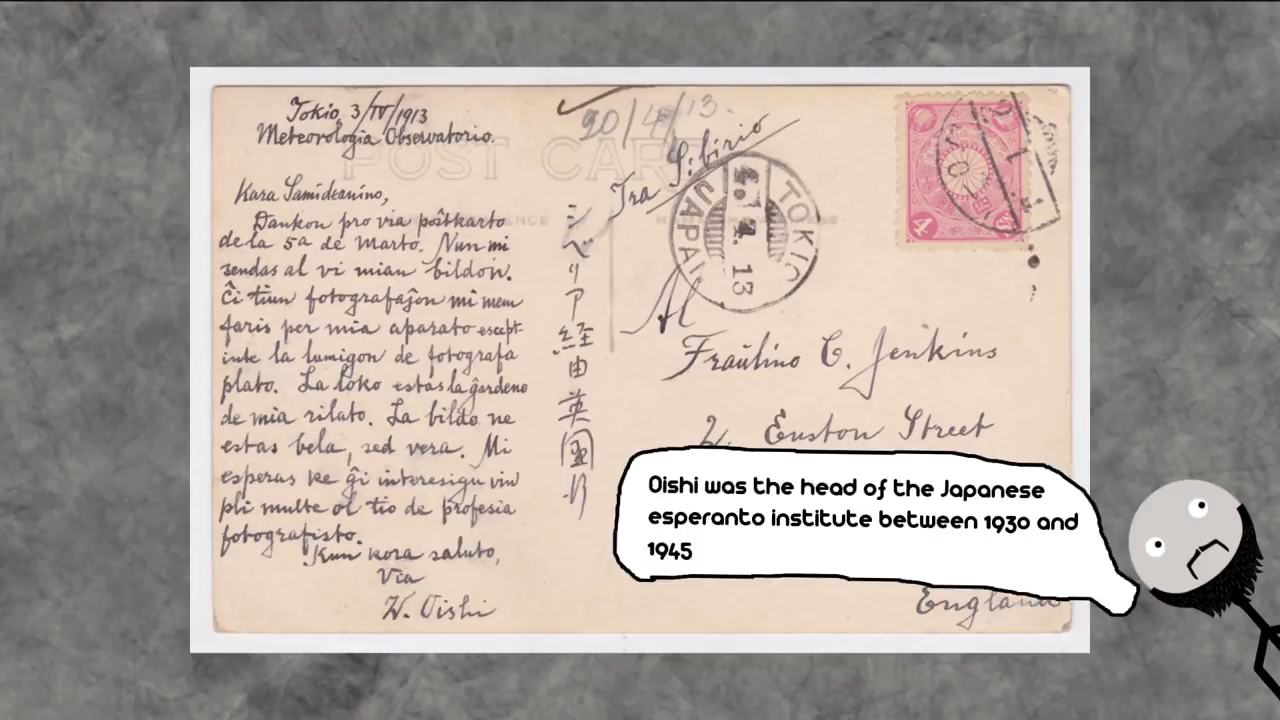 Tokio, 3/IV/1913
Meteorologia Observatorio.
Kara Samideanino,
Dankon pro via poŝtkarto
de la 5a de Marto. Nun mi
sendas al vi mian bildon.
Ĉi tiun fotografaĵon mi mem
faris per mia aparato escept-
inte la lumigon de fotografa
plato. La loko estas la ĝardeno
de mia rilato. La bildo ne
estas bela, sed vera. Mi
esperas ke ĝi interesigu vin
pli multe ol tio de profesia
fotografisto.
Kun kora saluto,
Via
W. Oishi
シベリア経由英國行
POST CARD
20/4/13.
Tra Sibirio
TOKIO
4.13
JAPAN
4
Al
Fraŭlino C. Jenkins
2. Euston Street
England
Oishi was the head of the Japanese
esperanto institute between 1930 and
1945